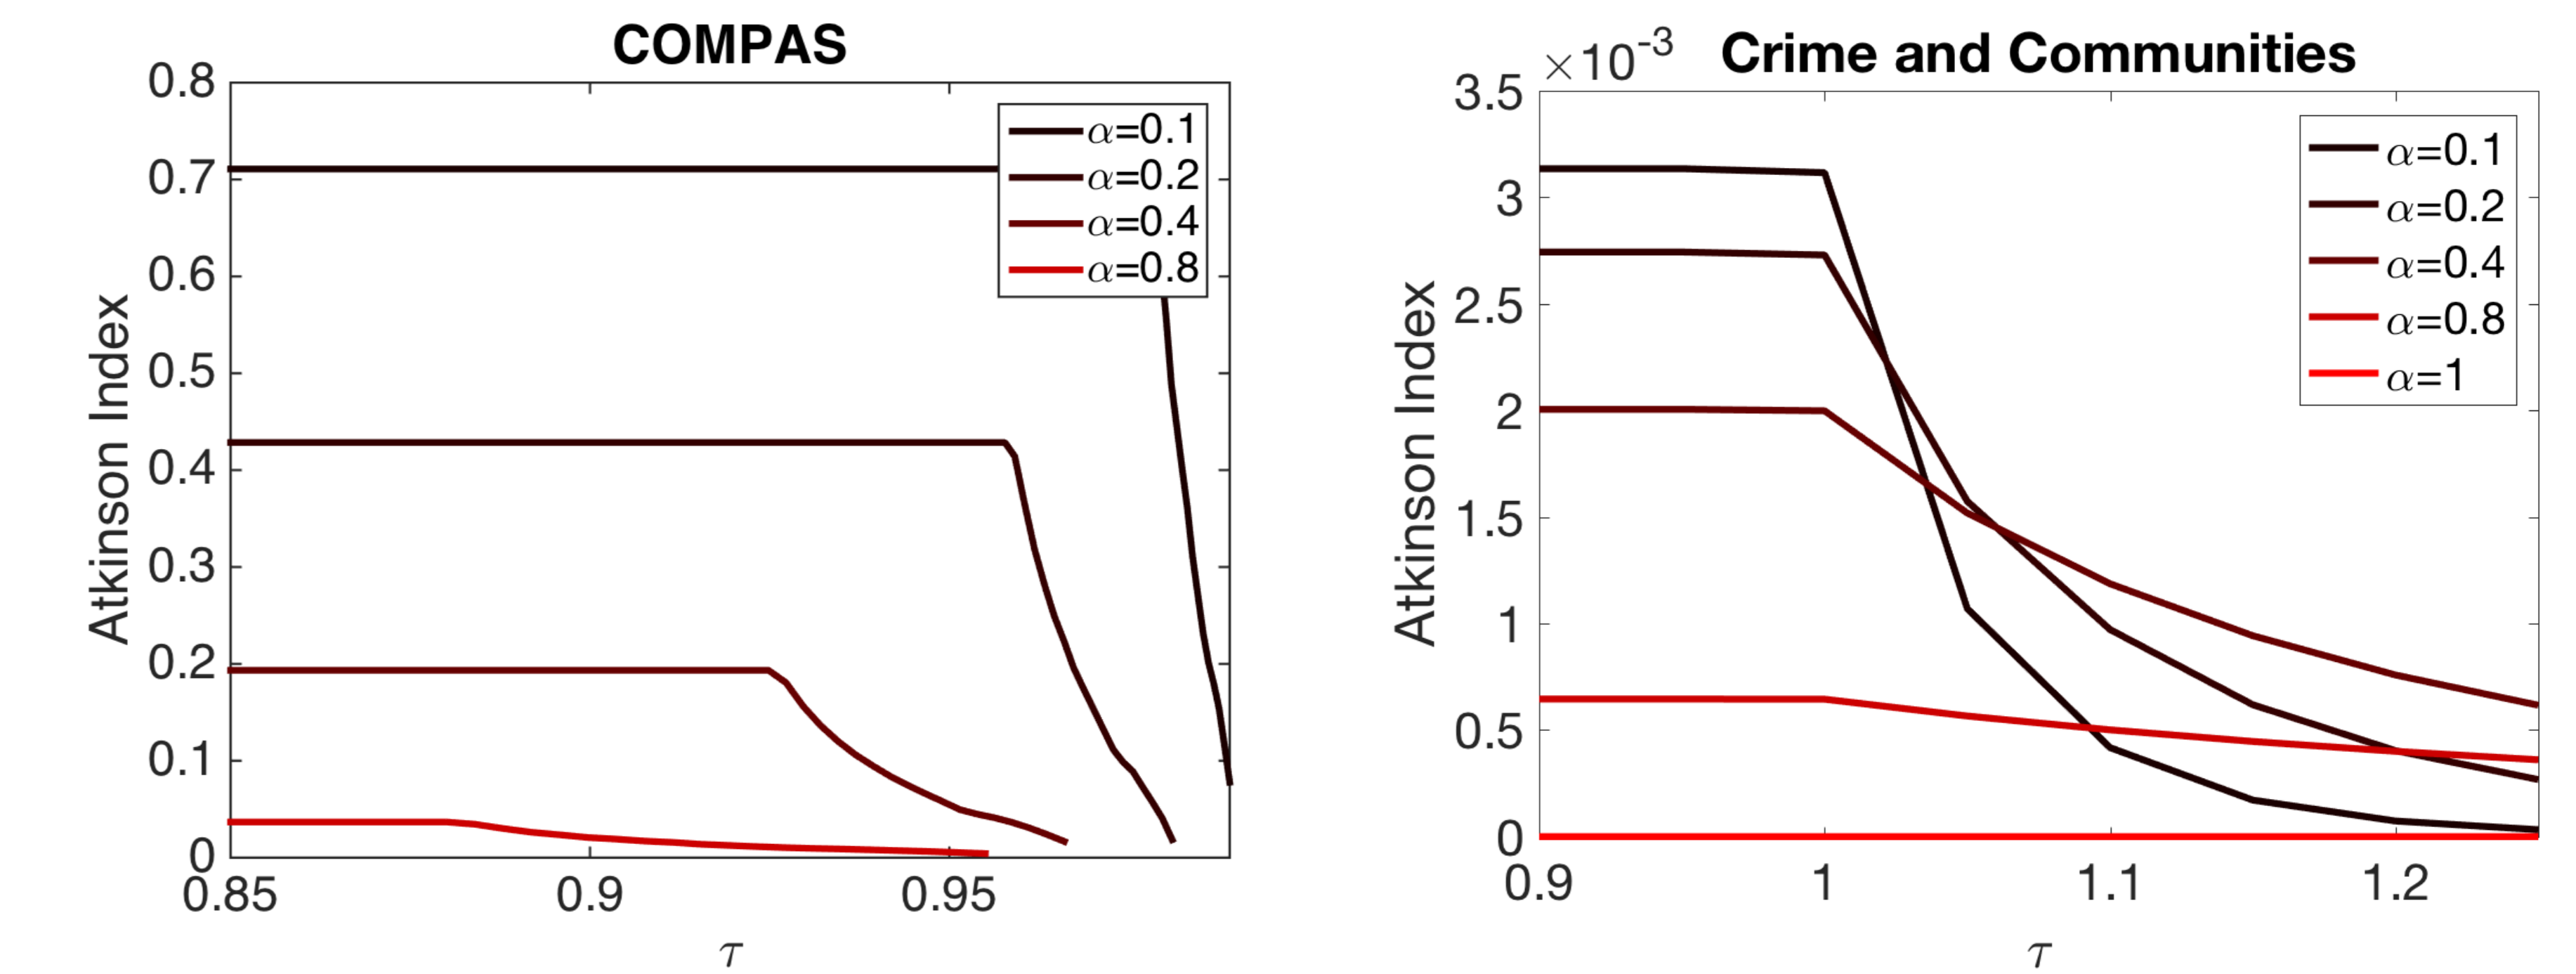 COMPAS
0.8
0.7
0.6
0.5
0.4
0.3
0.2
0.1
0
Atkinson Index
α=0.1
α=0.2
α=0.4
α=0.8
0.85 0.9 0.95
τ
×10-3 Crime and Communities
3.5
3
2.5
2
1.5
1
0.5
0
Atkinson Index
α=0.1
α=0.2
α=0.4
α=0.8
α=1
0.9 1 1.1 1.2
τ